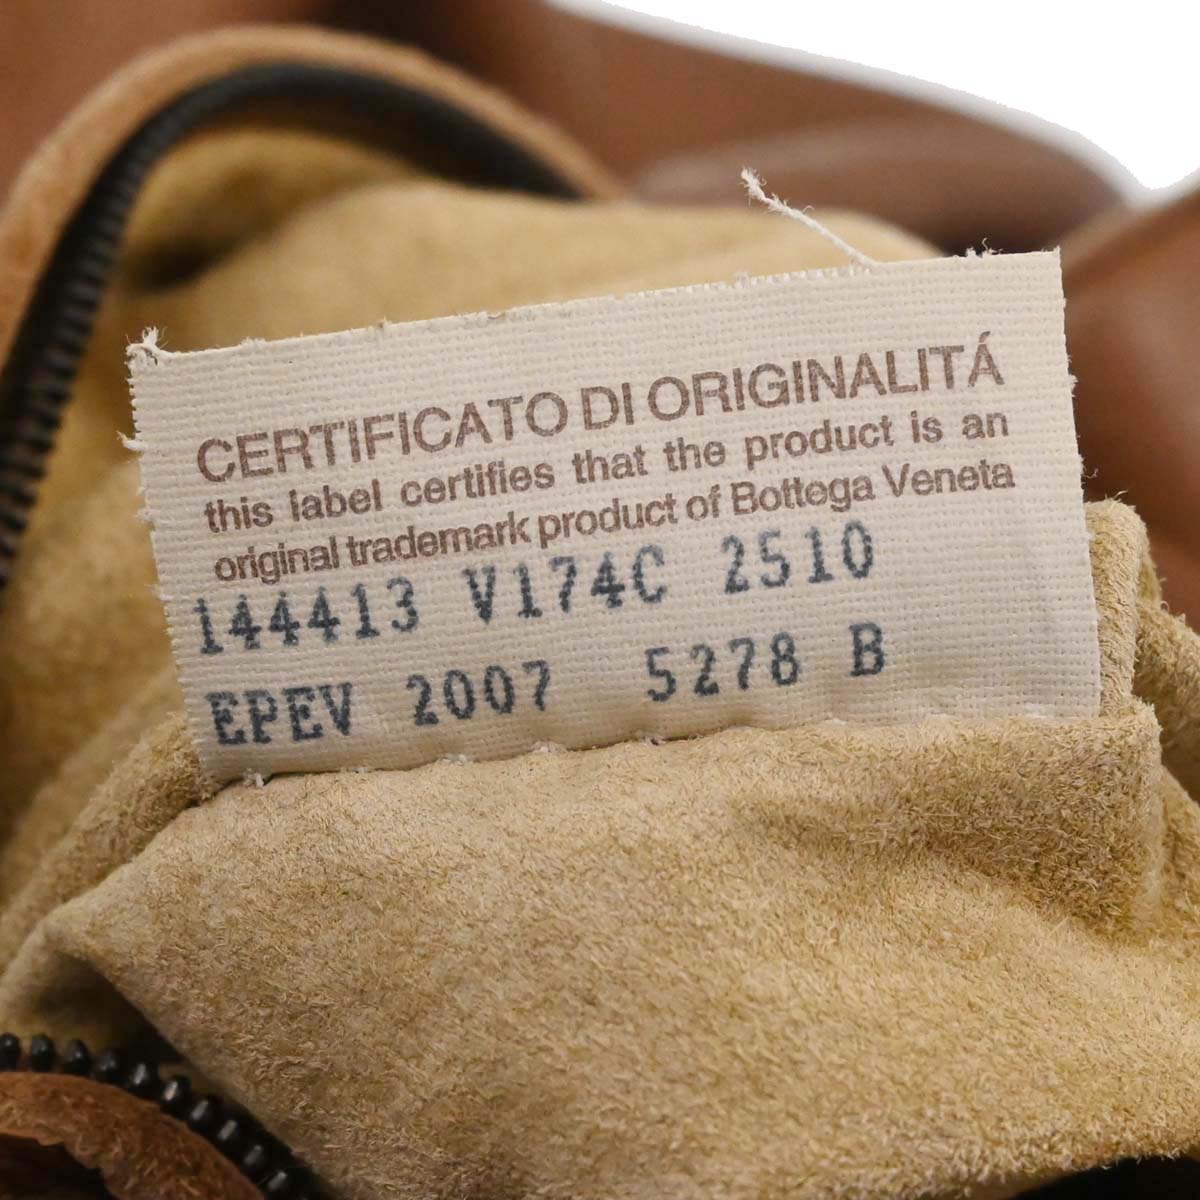 CERTIFICATO DI ORIGINALITÁ
this label certifies that the product is an
original trademark product of Bottega Veneta
144413 V174C 2510
EPEV 2007 5278 B